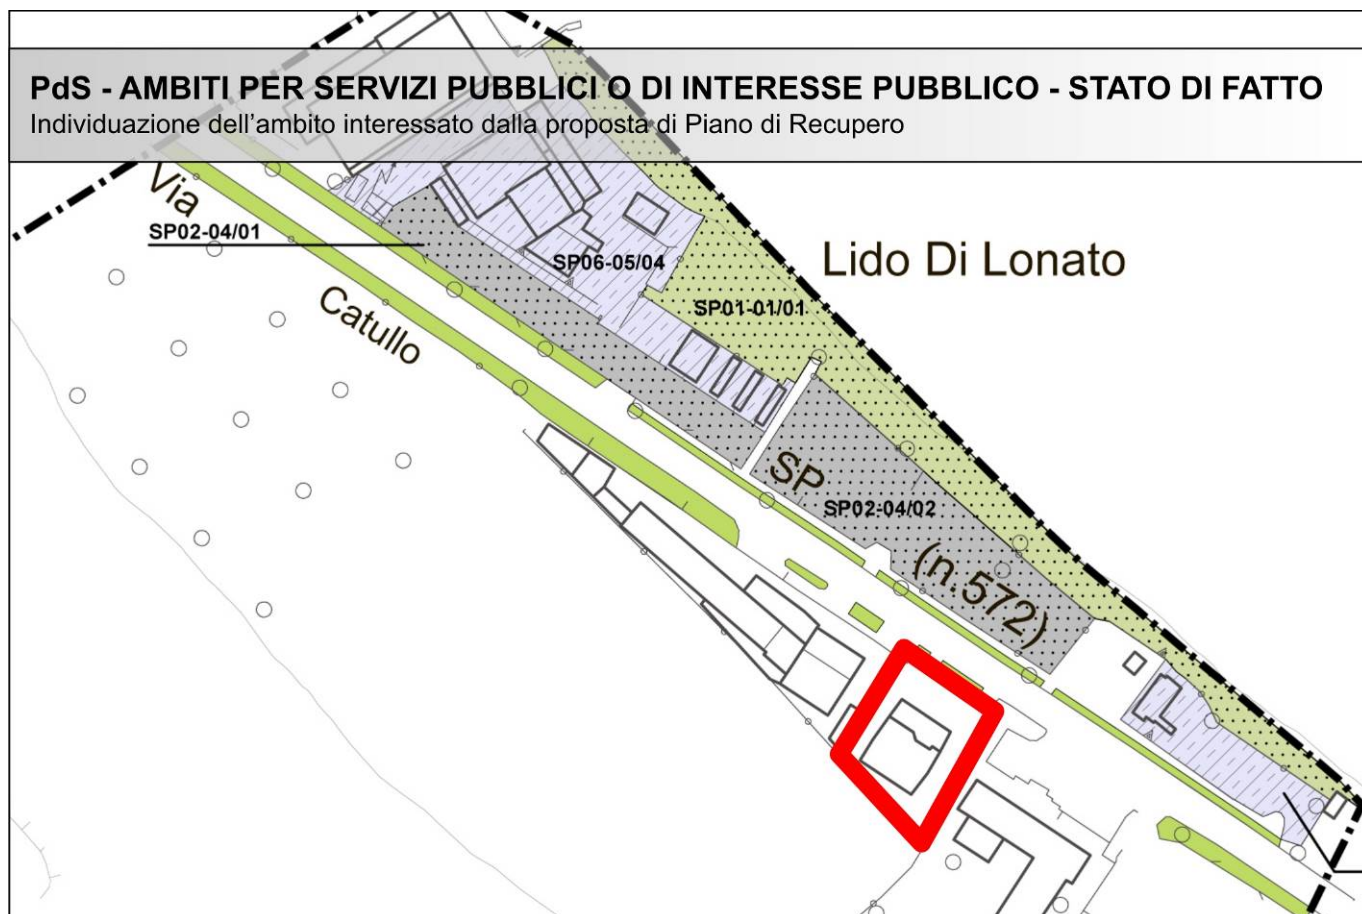 PdS - AMBITI PER SERVIZI PUBBLICI O DI INTERESSE PUBBLICO - STATO DI FATTO
Individuazione dell'ambito interessato dalla proposta di Piano di Recupero
Via
SP02-04/01
Catullo
SP06-05/04
Lido Di Lonato
SP01-01/01
SP
SP02-04/02
(n.572)